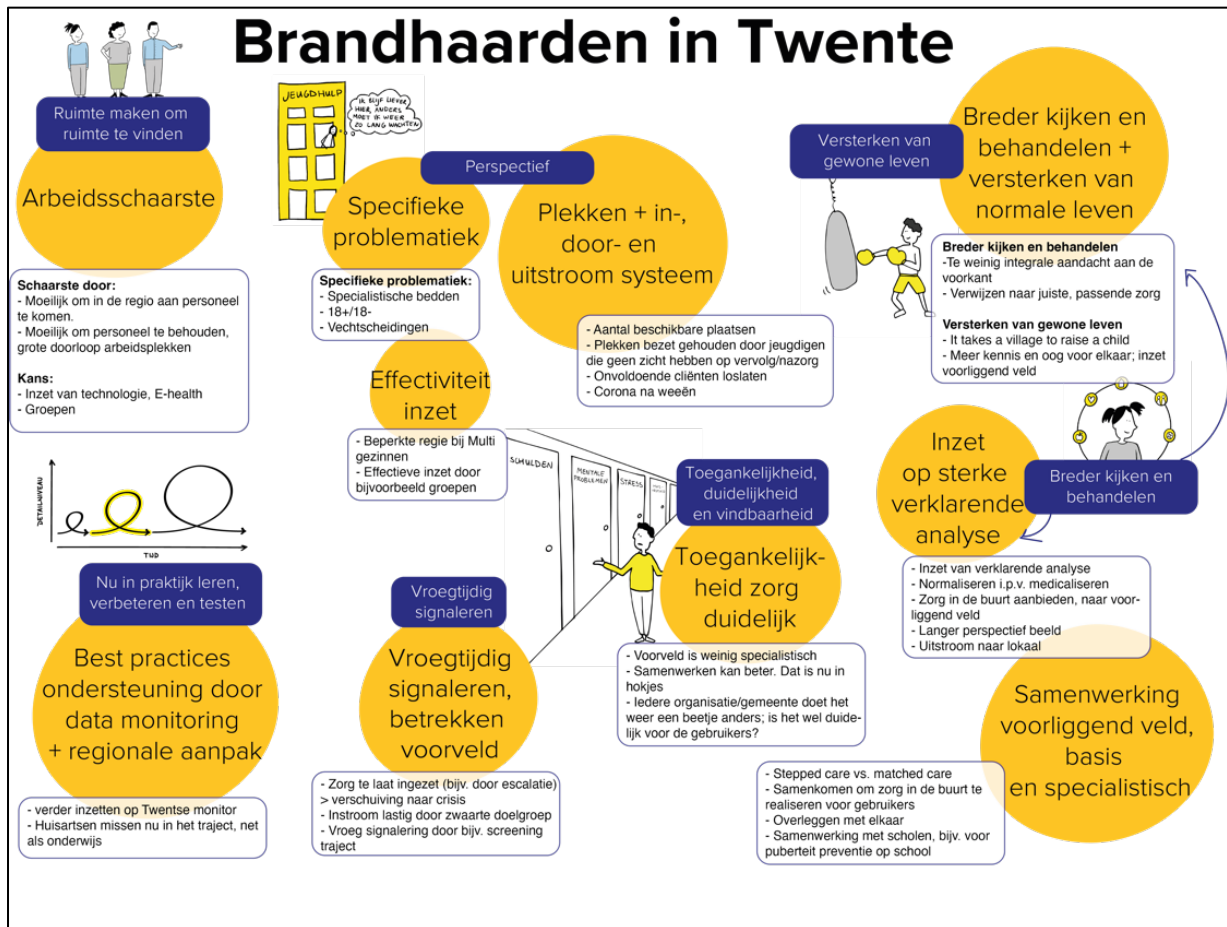 Brandhaarden in Twente
Ruimte maken om
ruimte te vinden
Arbeidsschaarste
Schaarste door:
- Moeilijk om in de regio aan personeel
te komen.
- Moeilijk om personeel te behouden,
grote doorloop arbeidsplekken
Kans:
- Inzet van technologie, E-health
- Groepen
JEUGDHULP
IK BLIJF LIEVER
HIER, ANDERS
MOET IK WEER
ZO LANG WACHTEN
Perspectief
Specifieke
problematiek
Specifieke problematiek:
- Specialistische bedden
- 18+/18-
- Vechtscheidingen
Plekken + in-,
door- en
uitstroom systeem
- Aantal beschikbare plaatsen
- Plekken bezet gehouden door jeugdigen
die geen zicht hebben op vervolg/nazorg
- Onvoldoende cliënten loslaten
- Corona na weeën
Effectiviteit
inzet
- Beperkte regie bij Multi
gezinnen
- Effectieve inzet door
bijvoorbeeld groepen
Versterken van
gewone leven
Breder kijken en
behandelen +
versterken van
normale leven
Breder kijken en behandelen
-Te weinig integrale aandacht aan de
voorkant
- Verwijzen naar juiste, passende zorg
Versterken van gewone leven
- It takes a village to raise a child
- Meer kennis en oog voor elkaar; inzet
voorliggend veld
DETAILNIVEAU
TIJD
Nu in praktijk leren,
verbeteren en testen
Best practices
ondersteuning door
data monitoring
+ regionale aanpak
- verder inzetten op Twentse monitor
- Huisartsen missen nu in het traject, net
als onderwijs
Vroegtijdig
signaleren
Vroegtijdig
signaleren,
betrekken
voorveld
- Zorg te laat ingezet (bijv. door escalatie)
> verschuiving naar crisis
- Instroom lastig door zwaarte doelgroep
- Vroeg signalering door bijv. screening
traject
SCHULDEN
MENTALE
PROBLEMEN
STRESS
Toegankelijkheid,
duidelijkheid
en vindbaarheid
Toegankelijk-
heid zorg
duidelijk
- Voorveld is weinig specialistisch
- Samenwerken kan beter. Dat is nu in
hokjes
- Iedere organisatie/gemeente doet het
weer een beetje anders; is het wel duide-
lijk voor de gebruikers?
Inzet
op sterke
verklarende
analyse
Breder kijken en
behandelen
- Inzet van verklarende analyse
- Normaliseren i.p.v. medicaliseren
- Zorg in de buurt aanbieden, naar voor-
liggend veld
- Langer perspectief beeld
- Uitstroom naar lokaal
Samenwerking
voorliggend veld,
basis
en specialistisch
- Stepped care vs. matched care
- Samenkomen om zorg in de buurt te
realiseren voor gebruikers
- Overleggen met elkaar
- Samenwerking met scholen, bijv. voor
puberteit preventie op school